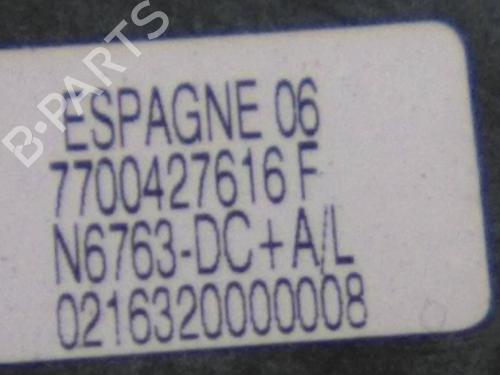 B-PARTS
ESPAGNE 06
7700427616 F
N6763-DC+A/L
0216320000008